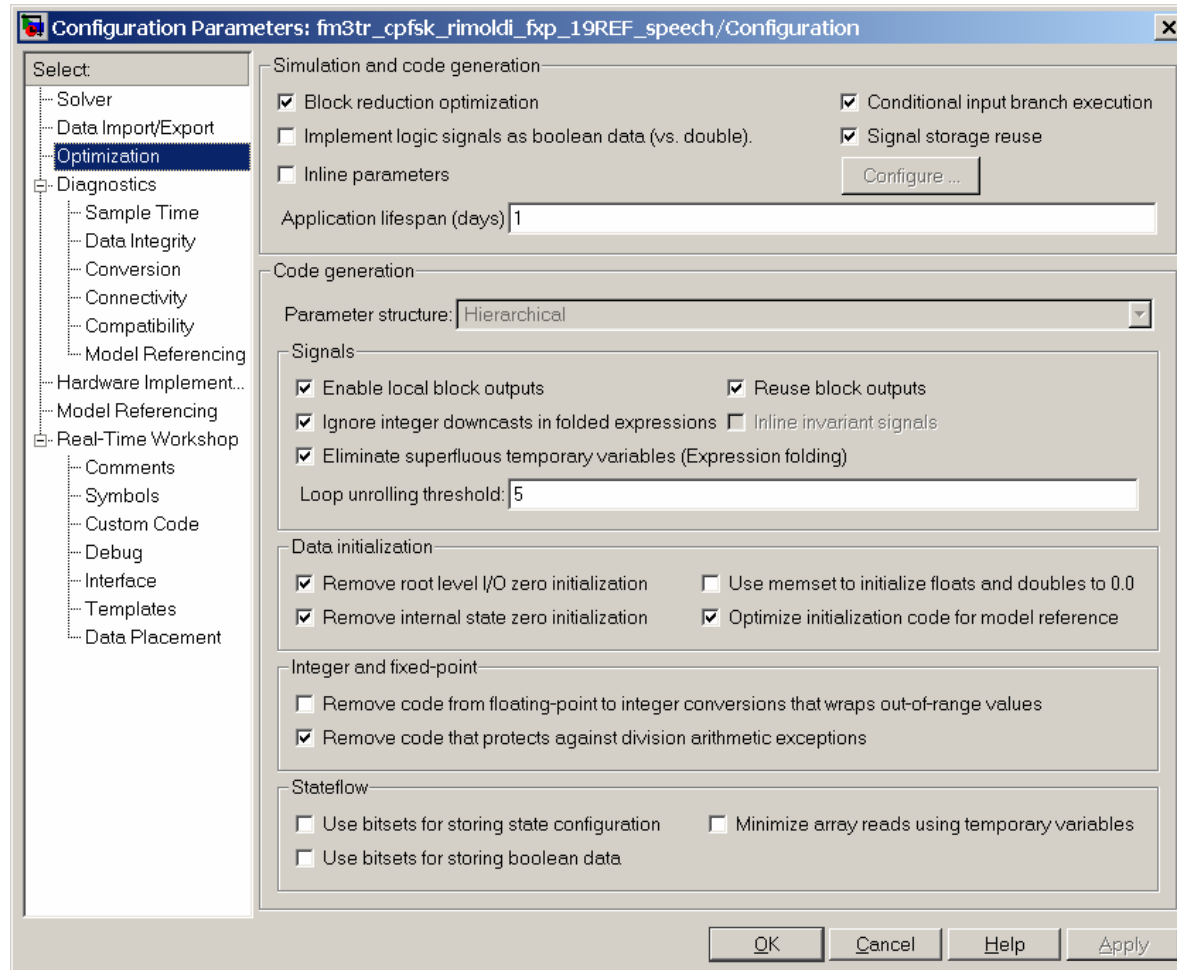 Configuration Parameters: fm3tr_cpfsk_rimoldi_fxp_19REF_speech/Configuration
Select:
Solver
Data Import/Export
Optimization
Diagnostics
Sample Time
Data Integrity
Conversion
Connectivity
Compatibility
Model Referencing
Hardware Implement...
Model Referencing
Real-Time Workshop
Comments
Symbols
Custom Code
Debug
Interface
Templates
Data Placement
Simulation and code generation
Block reduction optimization
Conditional input branch execution
Implement logic signals as boolean data (vs. double).
Signal storage reuse
Inline parameters
Configure ...
Application lifespan (days) 1
Code generation
Parameter structure: Hierarchical
Signals
Enable local block outputs
Reuse block outputs
Ignore integer downcasts in folded expressions
Inline invariant signals
Eliminate superfluous temporary variables (Expression folding)
Loop unrolling threshold: 5
Data initialization
Remove root level I/O zero initialization
Use memset to initialize floats and doubles to 0.0
Remove internal state zero initialization
Optimize initialization code for model reference
Integer and fixed-point
Remove code from floating-point to integer conversions that wraps out-of-range values
Remove code that protects against division arithmetic exceptions
Stateflow
Use bitsets for storing state configuration
Minimize array reads using temporary variables
Use bitsets for storing boolean data
OK
Cancel
Help
Apply